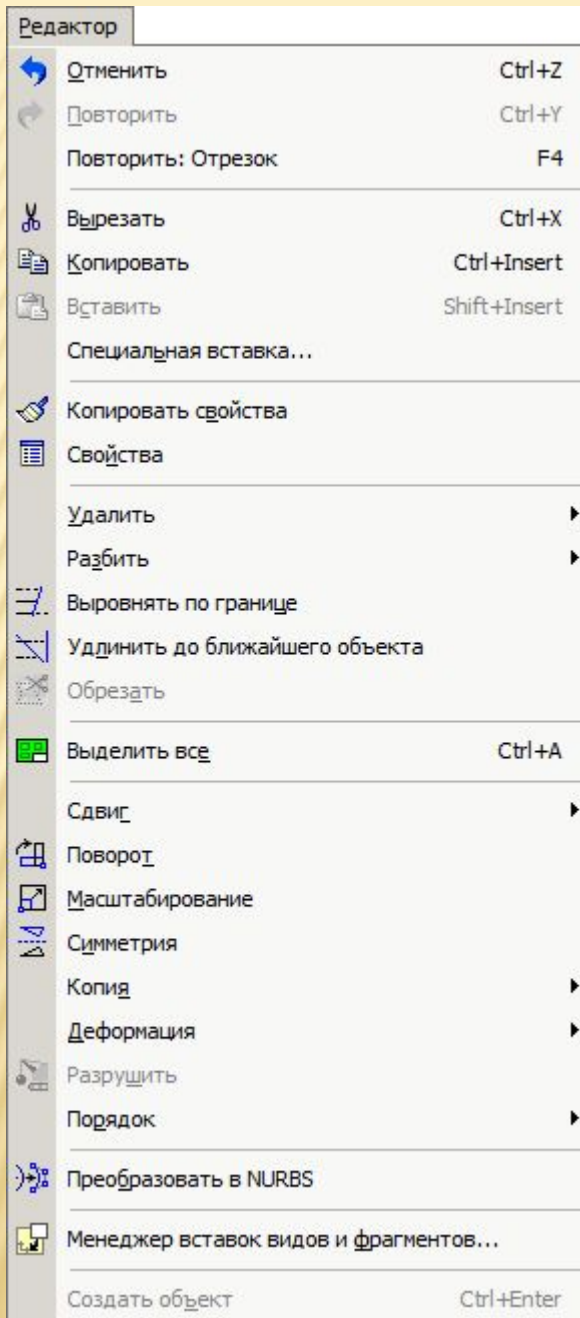 Редактор
Отменить Ctrl+Z
Повторить Ctrl+Y
Повторить: Отрезок F4
Вырезать Ctrl+X
Копировать Ctrl+Insert
Вставить Shift+Insert
Специальная вставка...
Копировать свойства
Свойства
Удалить
Разбить
Выровнять по границе
Удлинить до ближайшего объекта
Обрезать
Выделить все Ctrl+A
Сдвиг
Поворот
Масштабирование
Симметрия
Копия
Деформация
Разрушить
Порядок
Преобразовать в NURBS
Менеджер вставок видов и фрагментов...
Создать объект Ctrl+Enter